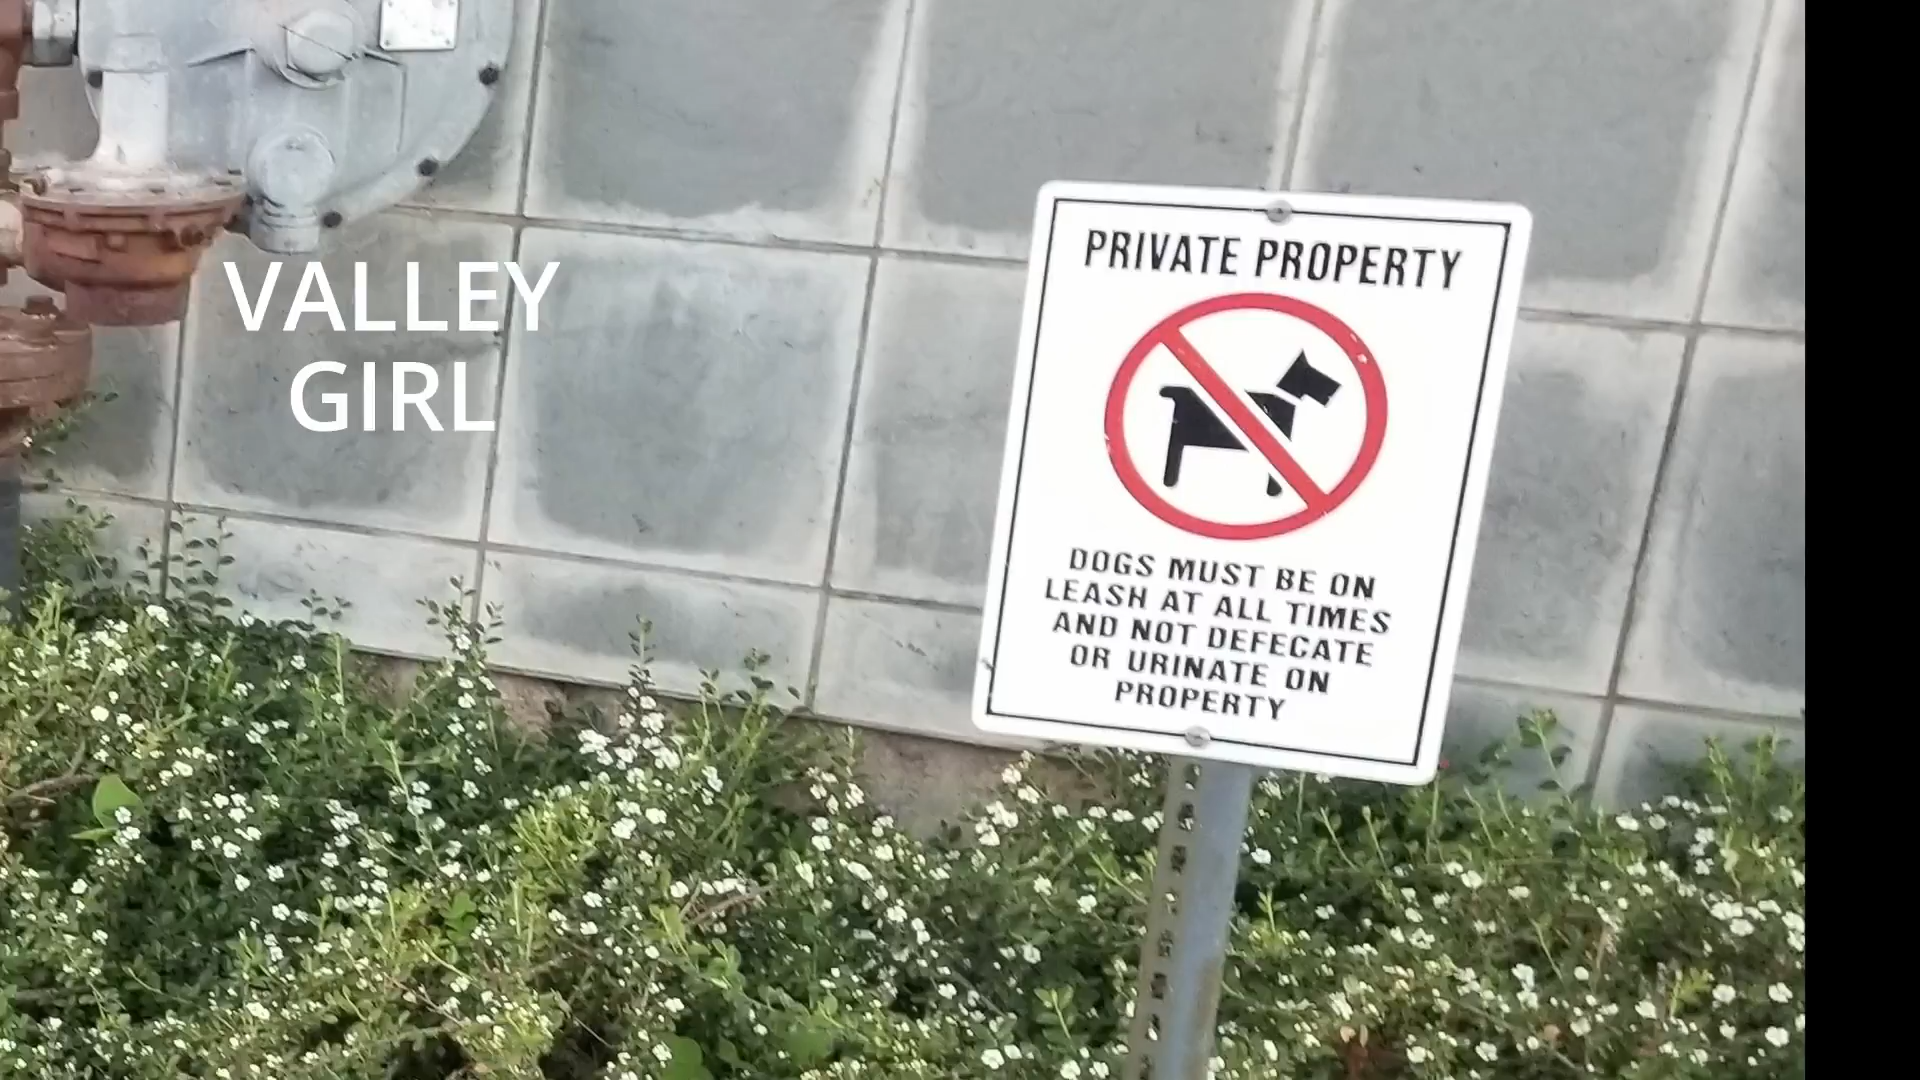 VALLEY
GIRL
PRIVATE PROPERTY
DOGS MUST BE ON
LEASH AT ALL TIMES
AND NOT DEFECATE
OR URINATE ON
PROPERTY